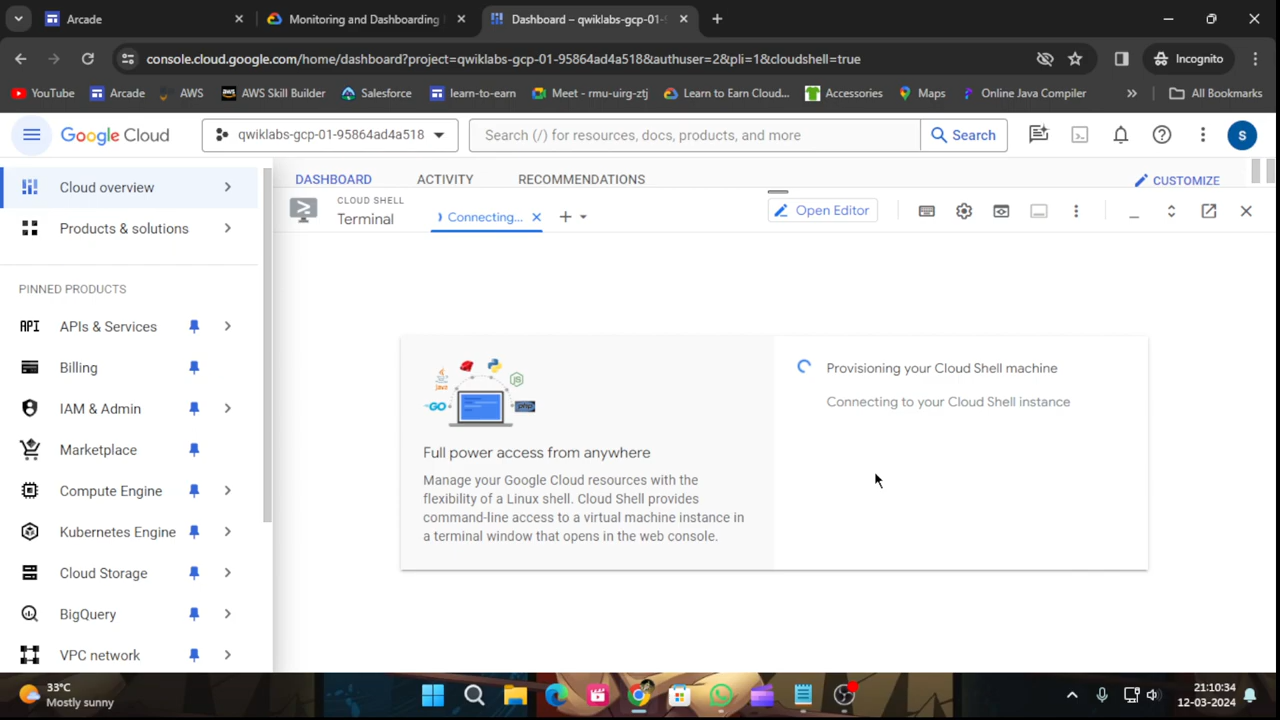 Arcade
Monitoring and Dashboarding
Dashboard – qwiklabs-gcp-01-
console.cloud.google.com/home/dashboard?project=qwiklabs-gcp-01-95864ad4a518&authuser=2&pli=1&cloudshell=true
Incognito
YouTube
Arcade
AWS
AWS Skill Builder
Salesforce
learn-to-earn
Meet - rmu-uirg-ztj
Learn to Earn Cloud...
Accessories
Maps
Online Java Compiler
All Bookmarks
Google Cloud
qwiklabs-gcp-01-95864ad4a518
Search (/) for resources, docs, products, and more
Search
S
Cloud overview
Products & solutions
PINNED PRODUCTS
API APIs & Services
Billing
IAM & Admin
Marketplace
Compute Engine
Kubernetes Engine
Cloud Storage
BigQuery
VPC network
DASHBOARD
ACTIVITY
RECOMMENDATIONS
CUSTOMIZE
CLOUD SHELL
Terminal
Connecting...
Open Editor
Java
JS
GO
php
Full power access from anywhere
Manage your Google Cloud resources with the
flexibility of a Linux shell. Cloud Shell provides
command-line access to a virtual machine instance in
a terminal window that opens in the web console.
Provisioning your Cloud Shell machine
Connecting to your Cloud Shell instance
33°C
Mostly sunny
21:10:34
12-03-2024